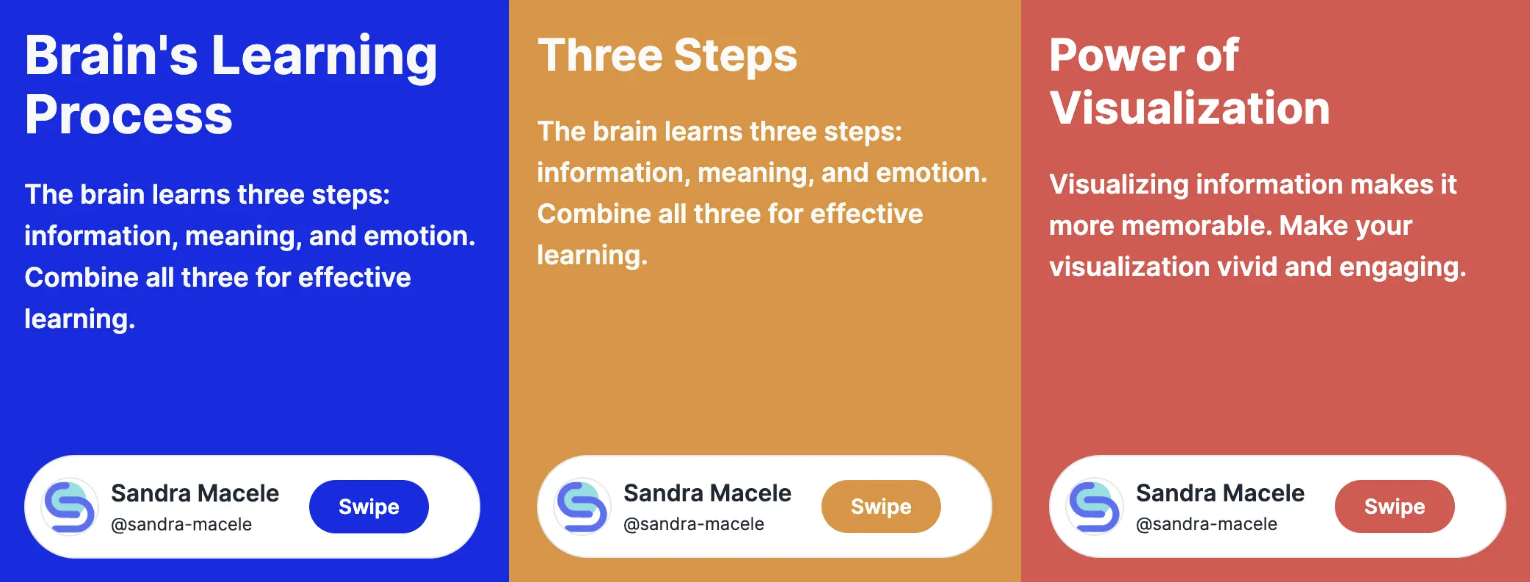 Brain's Learning
Process
The brain learns three steps:
information, meaning, and emotion.
Combine all three for effective
learning.
Sandra Macele
@sandra-macele
Swipe
Three Steps
The brain learns three steps:
information, meaning, and emotion.
Combine all three for effective
learning.
Sandra Macele
@sandra-macele
Swipe
Power of
Visualization
Visualizing information makes it
more memorable. Make your
visualization vivid and engaging.
Sandra Macele
@sandra-macele
Swipe